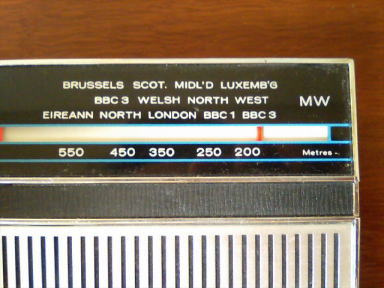 BRUSSELS SCOT. MIDL'D LUXEMB'G
BBC 3 WELSH NORTH WEST
MW
EIREANN NORTH LONDON BBC 1 BBC 3
550 450 350 250 200 Metres